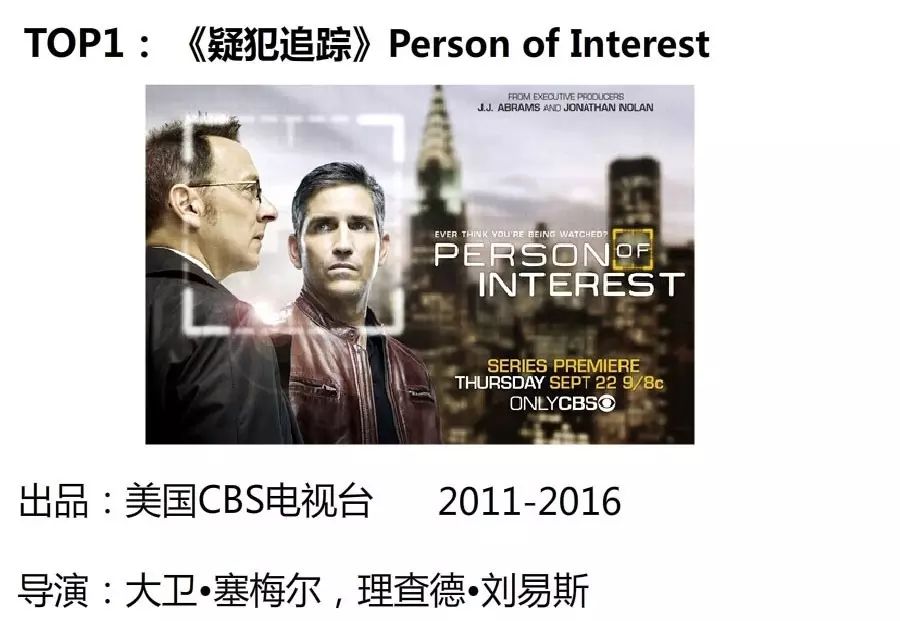 TOP1：《疑犯追踪》Person of Interest
FROM EXECUTIVE PRODUCERS
J.J. ABRAMS AND JONATHAN NOLAN
EVER THINK YOU'RE BEING WATCHED?
PERSON OF
INTEREST
SERIES PREMIERE
THURSDAY SEPT 22 9/8c
ONLYCBS
出品：美国CBS电视台 2011-2016
导演：大卫•塞梅尔，理查德•刘易斯